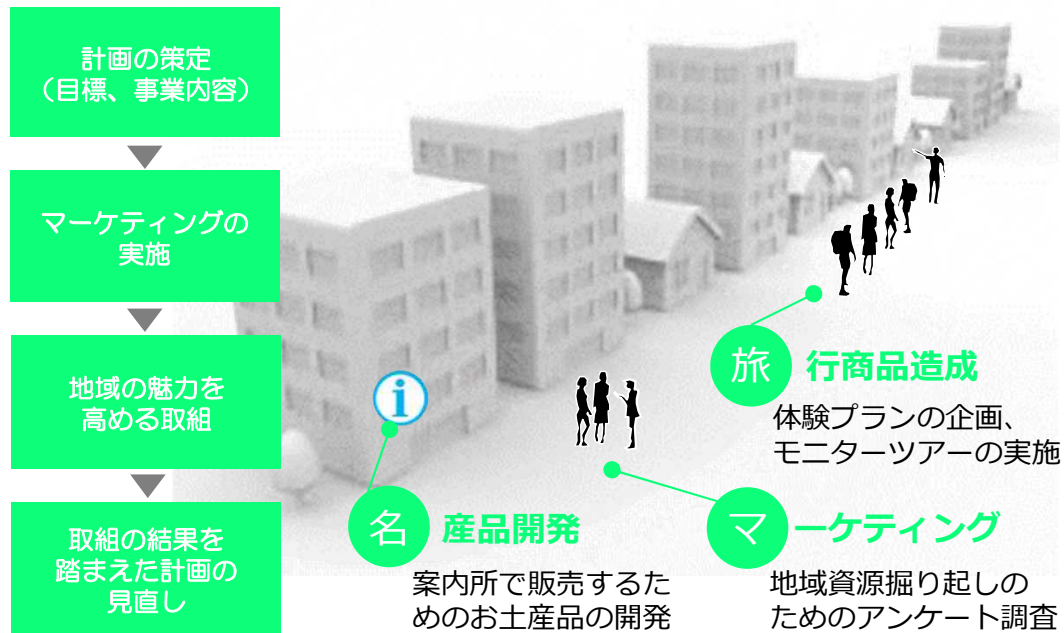 計画の策定
（目標、事業内容）
マーケティングの
実施
地域の魅力を
高める取組
取組の結果を
踏まえた計画の
見直し
i
旅行商品造成
体験プランの企画、
モニターツアーの実施
名産品開発
案内所で販売するた
めのお土産品の開発
マーケティング
地域資源掘り起しの
ためのアンケート調査